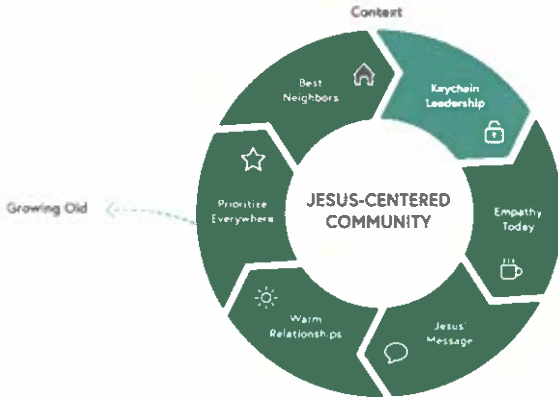 Context
Best
Neighbors
Keychain
Leadership
Growing Old
Prioritize
Everywhere
JESUS-CENTERED
COMMUNITY
Empathy
Today
Warm
Relationships
Jesus'
Message